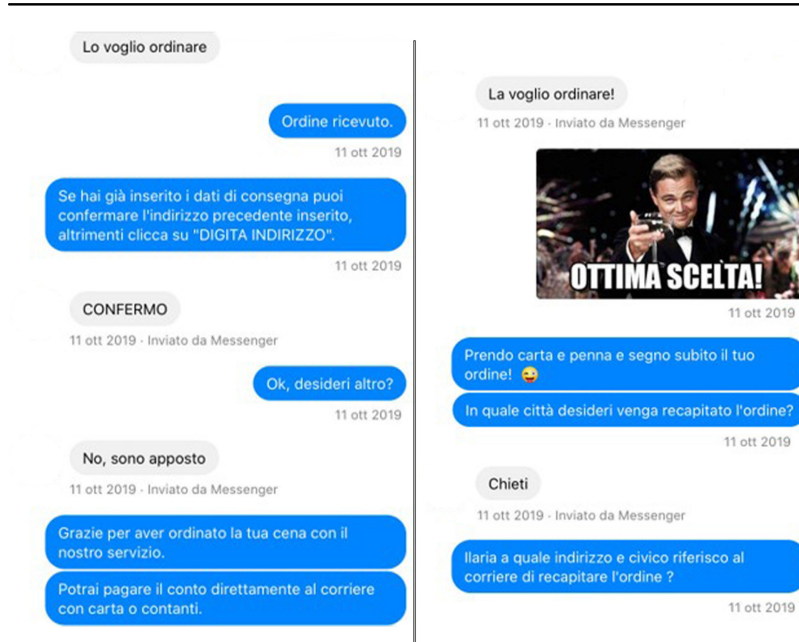 Lo voglio ordinare
Ordine ricevuto.
11 ott 2019
Se hai già inserito i dati di consegna puoi
confermare l'indirizzo precedente inserito,
altrimenti clicca su "DIGITA INDIRIZZO".
11 ott 2019
CONFERMO
11 ott 2019 · Inviato da Messenger
Ok, desideri altro?
11 ott 2019
No, sono apposto
11 ott 2019 · Inviato da Messenger
Grazie per aver ordinato la tua cena con il
nostro servizio.
Potrai pagare il conto direttamente al corriere
con carta o contanti.
La voglio ordinare!
11 ott 2019 · Inviato da Messenger
OTTIMA SCELTA!
11 ott 2019
Prendo carta e penna e segno subito il tuo
ordine! 😜
In quale città desideri venga recapitato l'ordine?
11 ott 2019
Chieti
11 ott 2019 · Inviato da Messenger
Ilaria a quale indirizzo e civico riferisco al
corriere di recapitare l'ordine ?
11 ott 2019